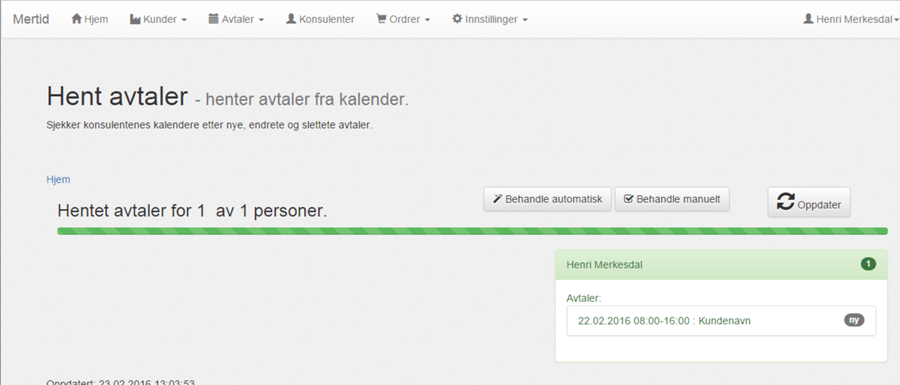 Mertid Hjem Kunder Avtaler Konsulenter Ordrer Innstillinger Henri Merkesdal
Hent avtaler - henter avtaler fra kalender.
Sjekker konsulentenes kalendere etter nye, endrete og slettete avtaler.
Hjem
Hentet avtaler for 1 av 1 personer.
Behandle automatisk Behandle manuelt Oppdater
Henri Merkesdal 1
Avtaler:
22.02.2016 08:00-16:00 : Kundenavn ny
Oppdatert: 23.02.2016 13:03:53